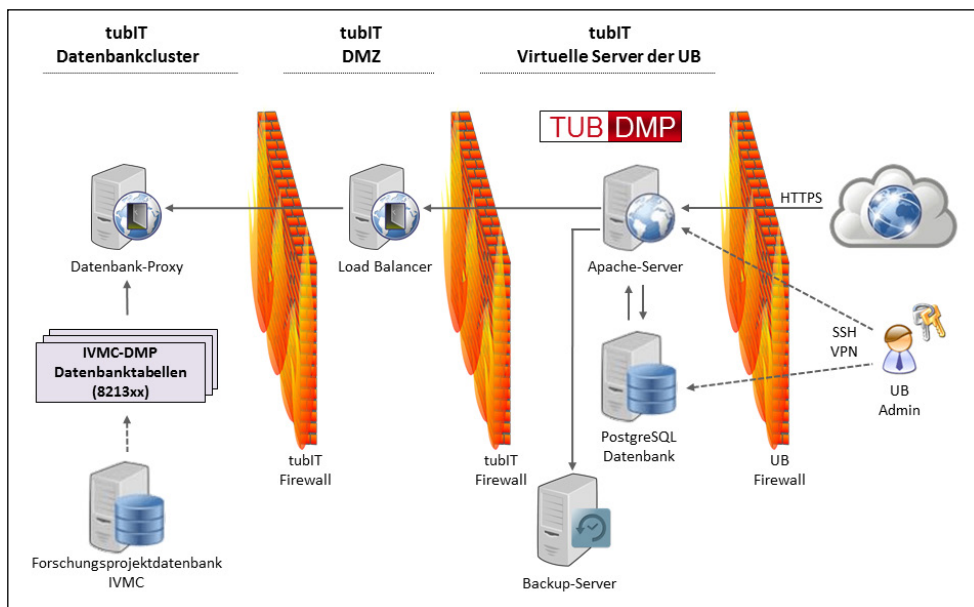 tubIT
Datenbankcluster
tubIT
DMZ
tubIT
Virtuelle Server der UB
TUB DMP
HTTPS
Datenbank-Proxy
Load Balancer
Apache-Server
SSH
VPN
IVMC-DMP
Datenbanktabellen
(8213xx)
UB
Admin
PostgreSQL
Datenbank
tubIT
Firewall
tubIT
Firewall
UB
Firewall
Forschungsprojektdatenbank
IVMC
Backup-Server